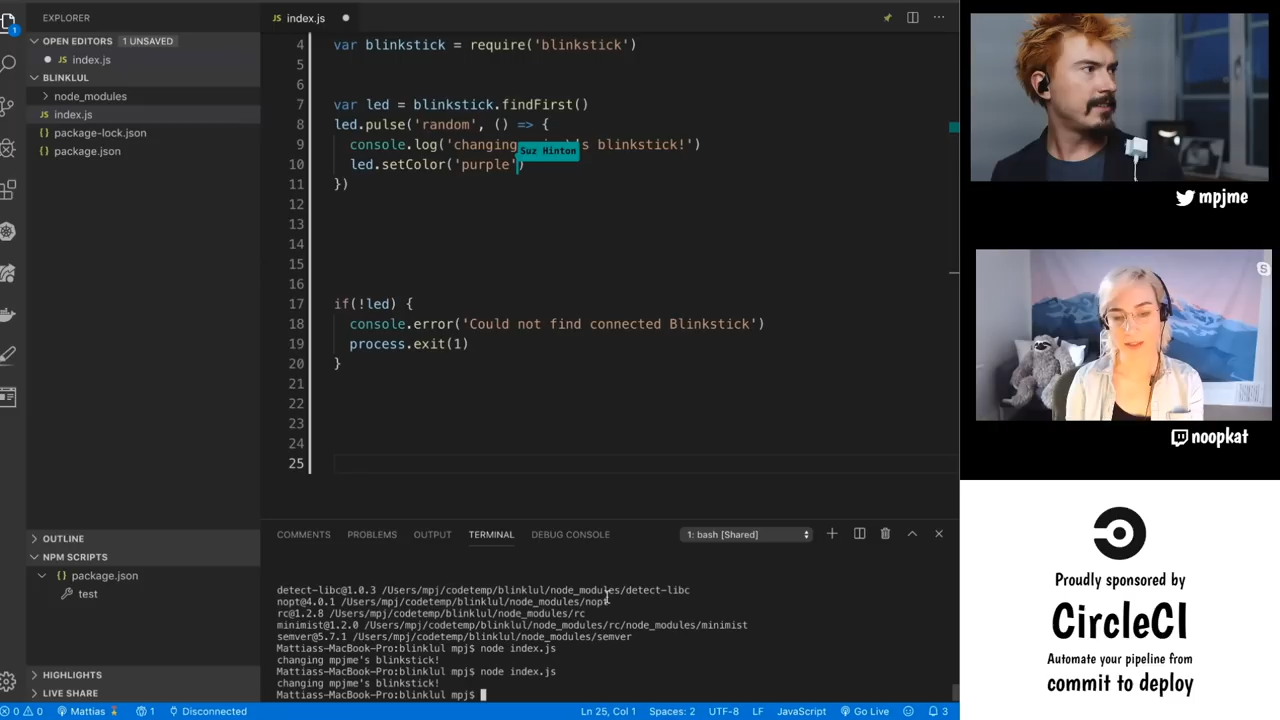 EXPLORER
OPEN EDITORS 1 UNSAVED
index.js
BLINKLUL
node_modules
index.js
package-lock.json
package.json
OUTLINE
NPM SCRIPTS
package.json
test
HIGHLIGHTS
LIVE SHARE
JS index.js
4 var blinkstick = require('blinkstick')
5
6
7 var led = blinkstick.findFirst()
8 led.pulse('random', () => {
9 console.log('changing 's blinkstick!')
Suz Hinton
10 led.setColor('purple')
11 })
12
13
14
15
16
17 if(!led) {
18 console.error('Could not find connected Blinkstick')
19 process.exit(1)
20 }
21
22
23
24
25
COMMENTS PROBLEMS OUTPUT TERMINAL DEBUG CONSOLE 1: bash [Shared]
detect-libc@1.0.3 /Users/mpj/codetemp/blinklul/node_modules/detect-libc
nopt@4.0.1 /Users/mpj/codetemp/blinklul/node_modules/nopt
rc@1.2.8 /Users/mpj/codetemp/blinklul/node_modules/rc
minimist@1.2.0 /Users/mpj/codetemp/blinklul/node_modules/rc/node_modules/minimist
semver@5.7.1 /Users/mpj/codetemp/blinklul/node_modules/semver
Mattiass-MacBook-Pro:blinklul mpj$ node index.js
changing mpjme's blinkstick!
Mattiass-MacBook-Pro:blinklul mpj$ node index.js
changing mpjme's blinkstick!
Mattiass-MacBook-Pro:blinklul mpj$
0 0 Mattias 1 Disconnected Ln 25, Col 1 Spaces: 2 UTF-8 LF JavaScript Go Live 3
mpjme
noopkat
Proudly sponsored by
CircleCI
Automate your pipeline from
commit to deploy